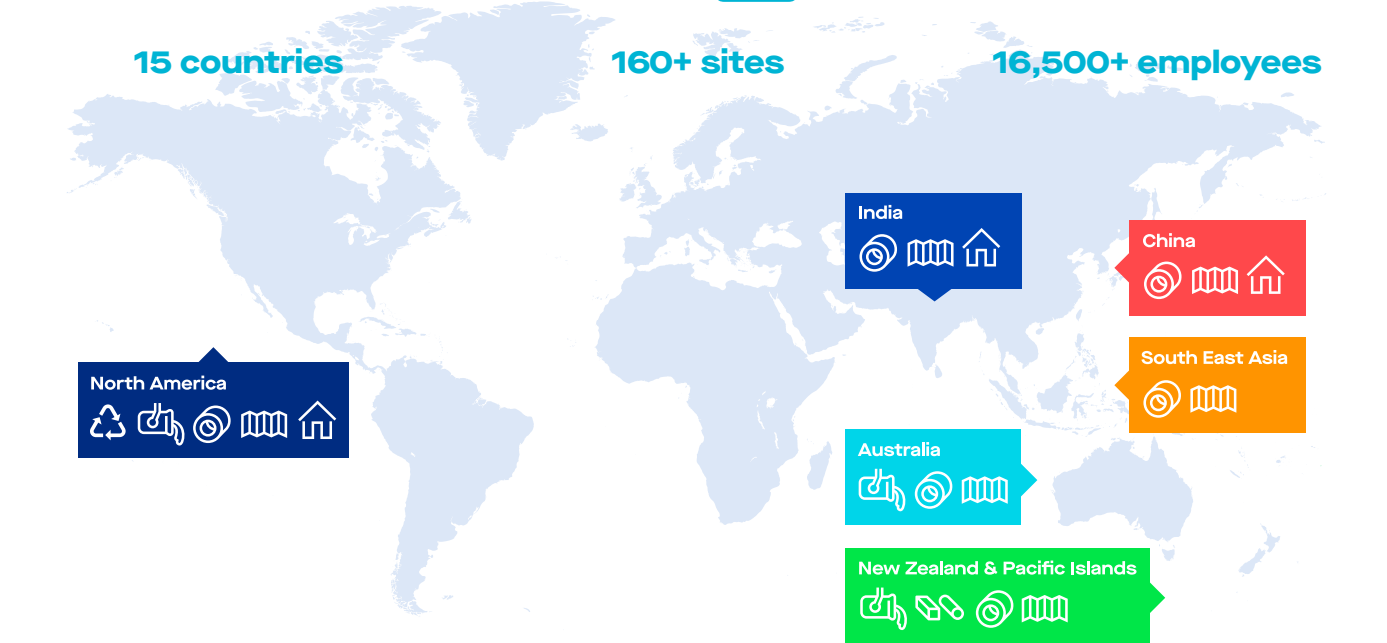 15 countries
160+ sites
16,500+ employees
India
China
South East Asia
North America
Australia
New Zealand & Pacific Islands